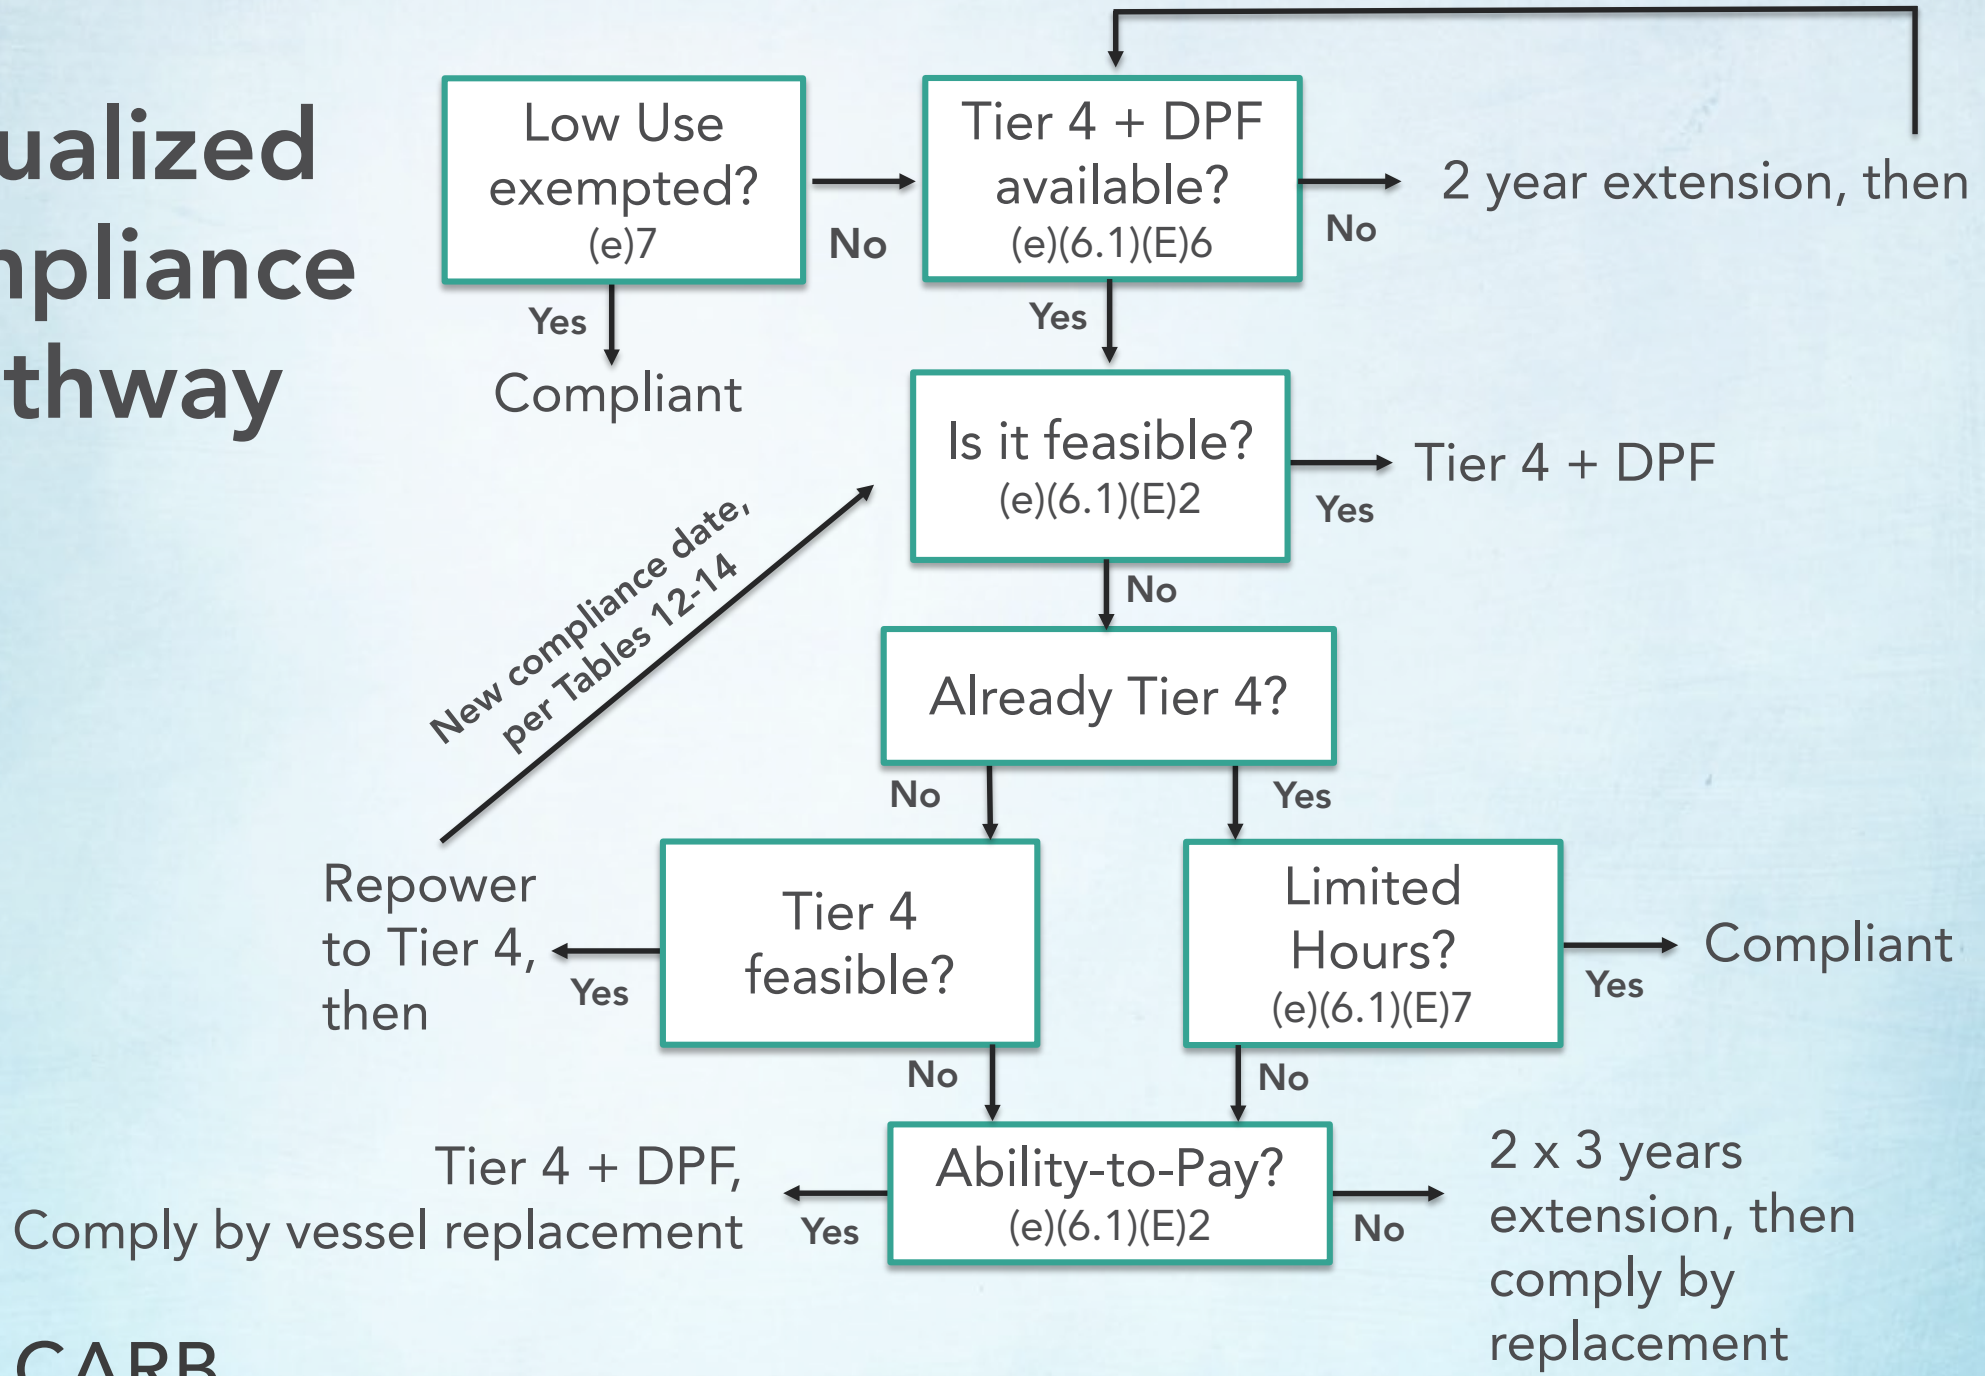 ualized
npliance
thway
Low Use
exempted?
(e)7
No
Yes
Compliant
Tier 4 + DPF
available?
(e)(6.1)(E)6
No
2 year extension, then
Yes
Is it feasible?
(e)(6.1)(E)2
Yes
Tier 4 + DPF
No
New compliance date,
per Tables 12-14
Already Tier 4?
No
Yes
Repower
to Tier 4,
then
Yes
Tier 4
feasible?
Limited
Hours?
(e)(6.1)(E)7
Yes
Compliant
No
No
Tier 4 + DPF,
Comply by vessel replacement
Yes
Ability-to-Pay?
(e)(6.1)(E)2
No
2 x 3 years
extension, then
comply by
replacement
CARB